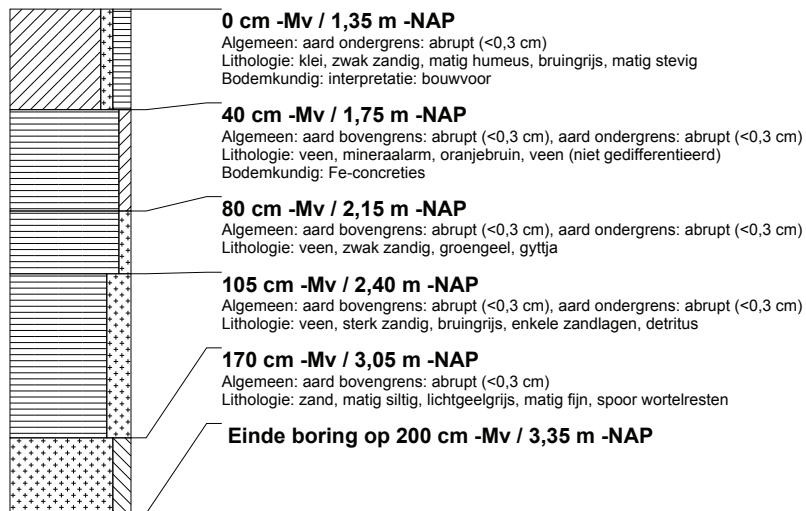 0 cm -Mv / 1,35 m -NAP
Algemeen: aard ondergrens: abrupt (<0,3 cm)
Lithologie: klei, zwak zandig, matig humeus, bruingrijs, matig stevig
Bodemkundig: interpretatie: bouwvoor
40 cm -Mv / 1,75 m -NAP
Algemeen: aard bovengrens: abrupt (<0,3 cm), aard ondergrens: abrupt (<0,3 cm)
Lithologie: veen, mineraalarm, oranjebruin, veen (niet gedifferentieerd)
Bodemkundig: Fe-concreties
80 cm -Mv / 2,15 m -NAP
Algemeen: aard bovengrens: abrupt (<0,3 cm), aard ondergrens: abrupt (<0,3 cm)
Lithologie: veen, zwak zandig, groengeel, gyttja
105 cm -Mv / 2,40 m -NAP
Algemeen: aard bovengrens: abrupt (<0,3 cm), aard ondergrens: abrupt (<0,3 cm)
Lithologie: veen, sterk zandig, bruingrijs, enkele zandlagen, detritus
170 cm -Mv / 3,05 m -NAP
Algemeen: aard bovengrens: abrupt (<0,3 cm)
Lithologie: zand, matig siltig, lichtgeelgrijs, matig fijn, spoor wortelresten
Einde boring op 200 cm -Mv / 3,35 m -NAP